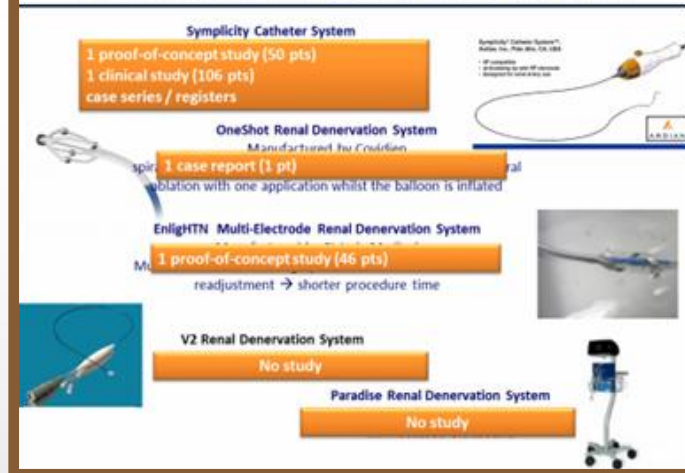 Symplicity Catheter System
1 proof-of-concept study (50 pts)
1 clinical study (106 pts)
case series / registers
Symplicity® Catheter System™,
ARDIAN
OneShot Renal Denervation System
Manufactured by Covidien
1 case report (1 pt)
ablation with one application whilst the balloon is inflated
EnligHTN Multi-Electrode Renal Denervation System
1 proof-of-concept study (46 pts)
readjustment → shorter procedure time
V2 Renal Denervation System
No study
Paradise Renal Denervation System
No study